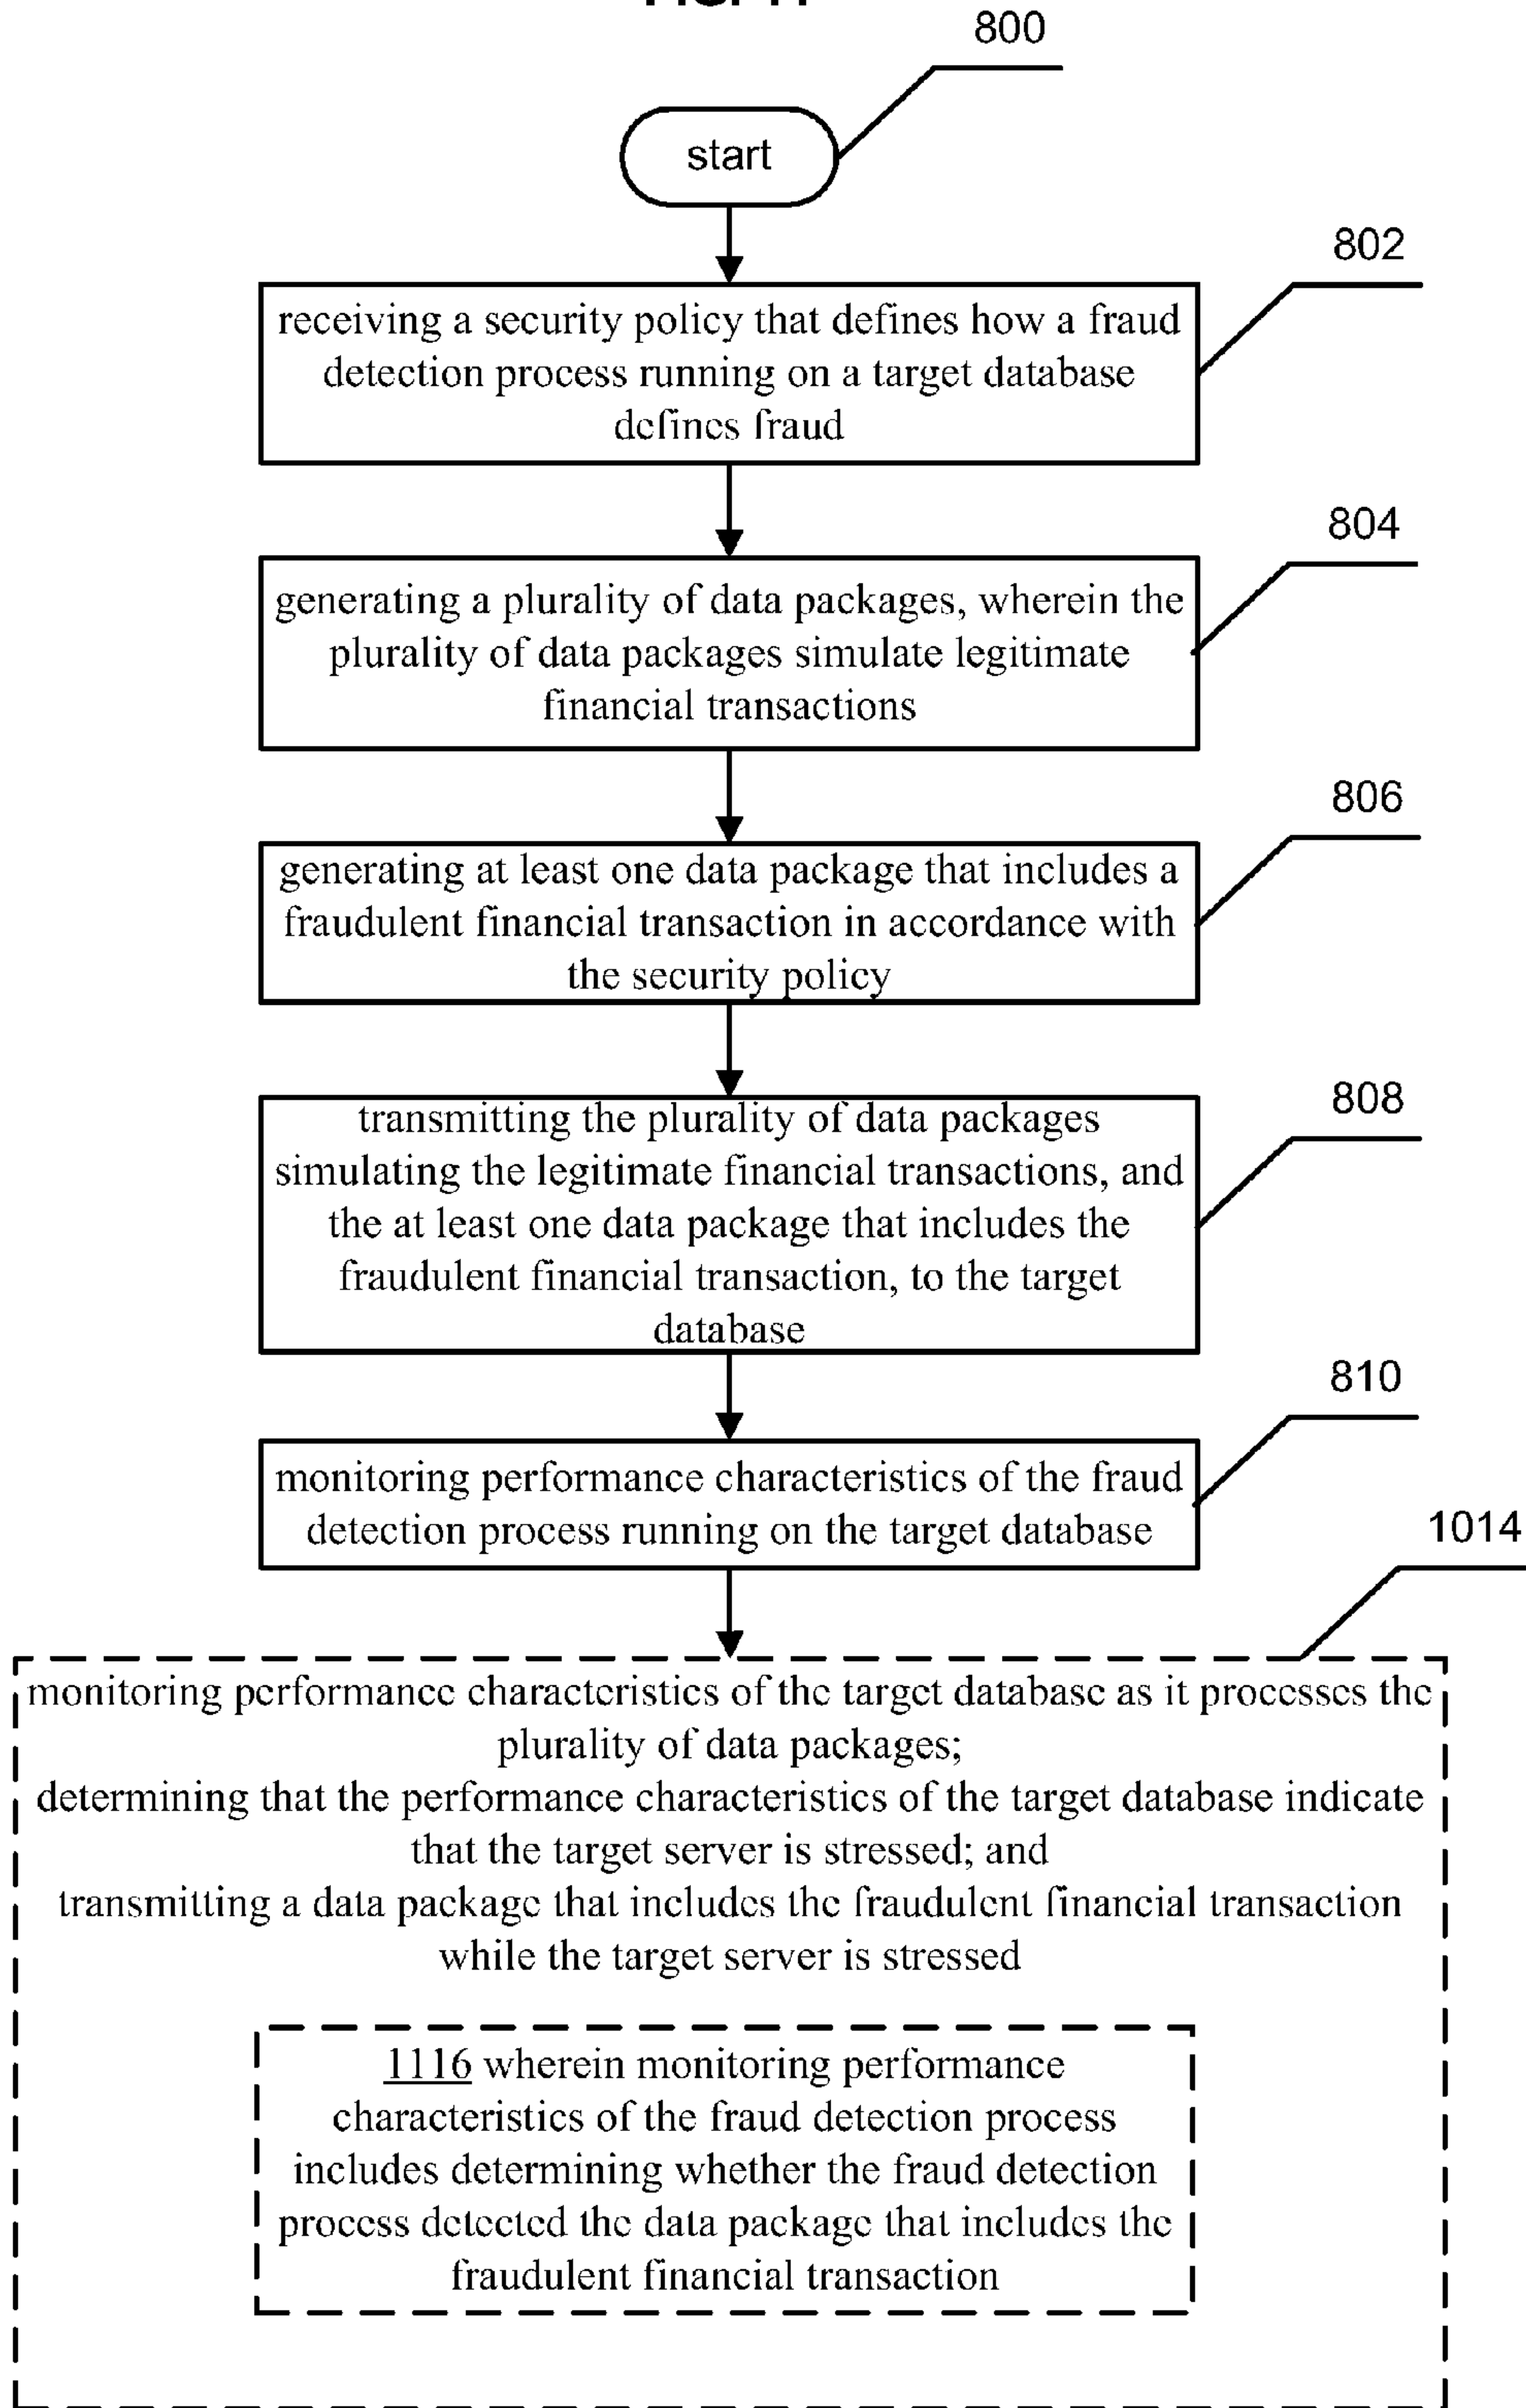 800
start
802
receiving a security policy that defines how a fraud
detection process running on a target database
defines fraud
804
generating a plurality of data packages, wherein the
plurality of data packages simulate legitimate
financial transactions
806
generating at least one data package that includes a
fraudulent financial transaction in accordance with
the security policy
808
transmitting the plurality of data packages
simulating the legitimate financial transactions, and
the at least one data package that includes the
fraudulent financial transaction, to the target
database
810
monitoring performance characteristics of the fraud
detection process running on the target database
1014
monitoring performance characteristics of the target database as it processes the
plurality of data packages;
determining that the performance characteristics of the target database indicate
that the target server is stressed; and
transmitting a data package that includes the fraudulent financial transaction
while the target server is stressed
1116 wherein monitoring performance
characteristics of the fraud detection process
includes determining whether the fraud detection
process detected the data package that includes the
fraudulent financial transaction